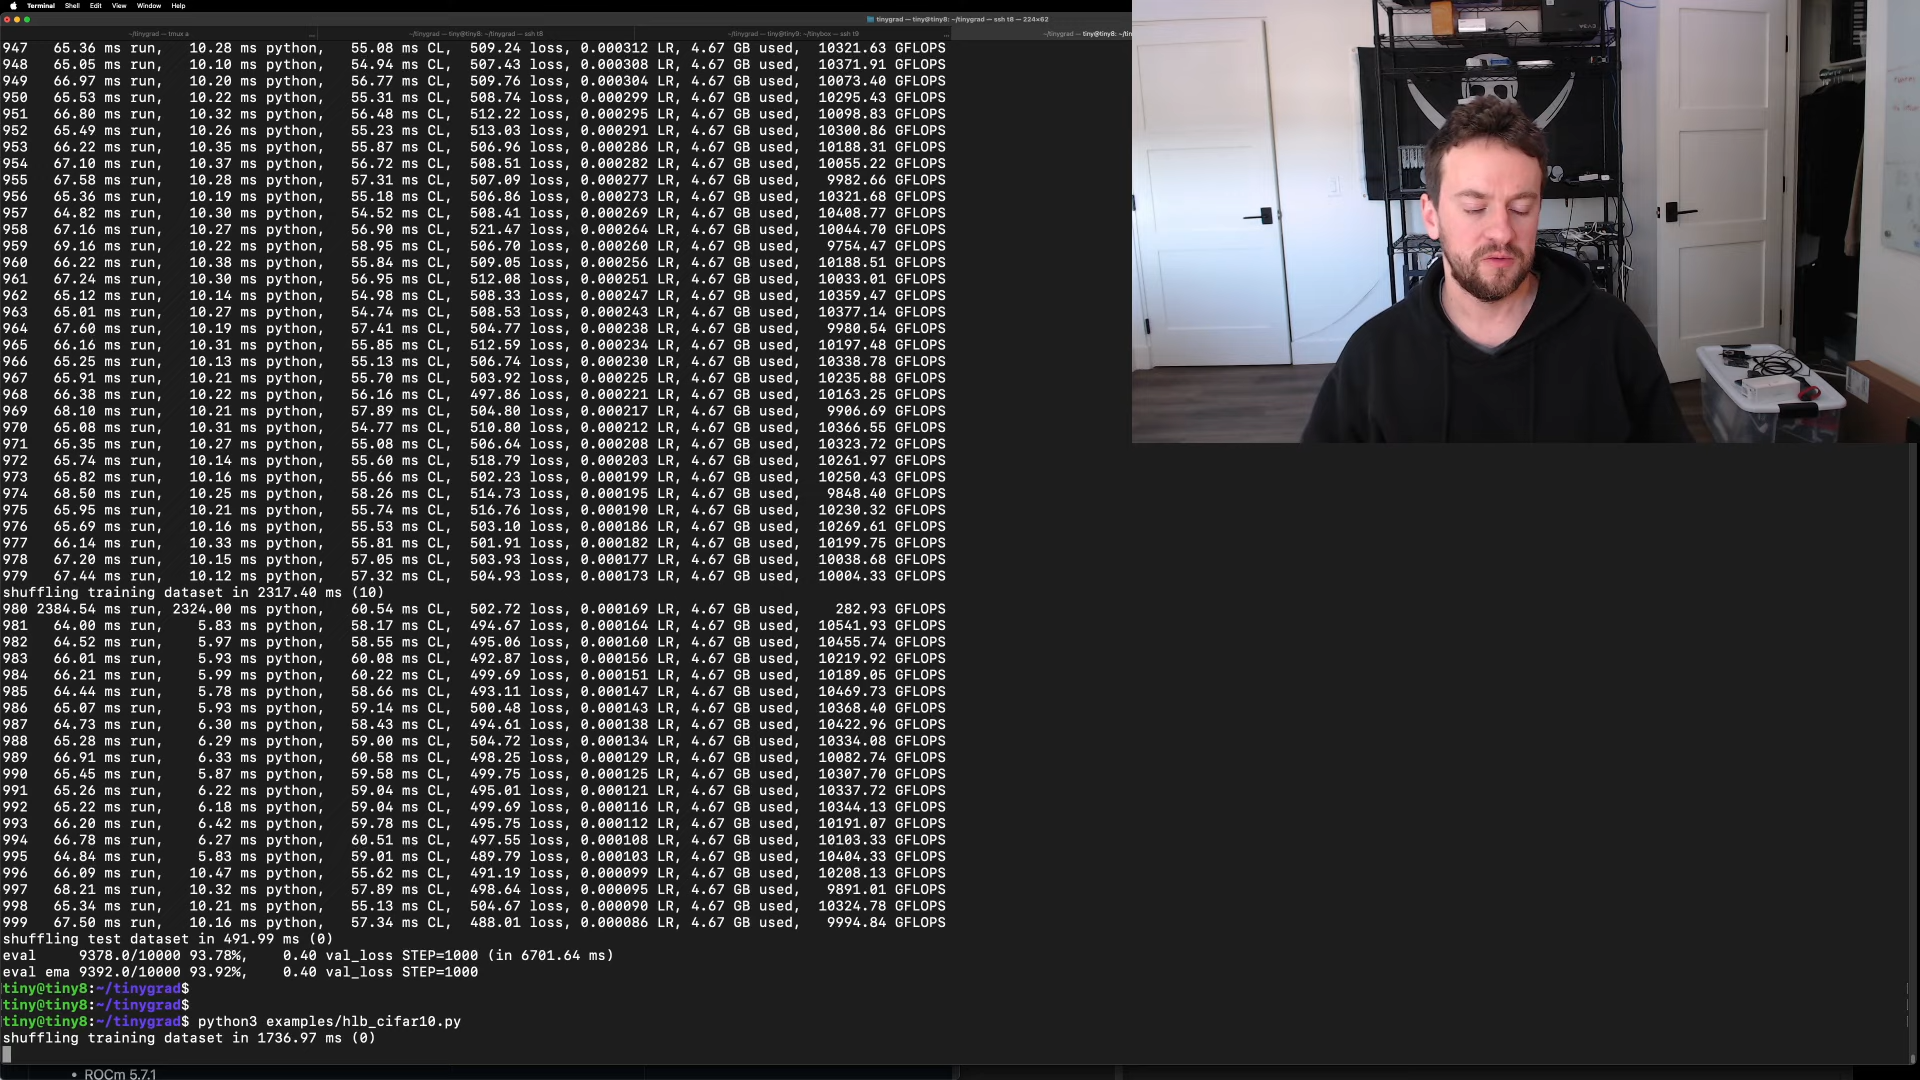 Terminal Shell Edit View Window Help
tinygrad — tiny@tiny8: ~/tinygrad — ssh t8 — 224×62
~/tinygrad — tmux a
~/tinygrad — tiny@tiny8: ~/tinygrad — ssh t8
~/tinygrad — tiny@tiny9: ~/tinybox — ssh t9
~/tinygrad — tiny@tiny8: ~/tin
947 65.36 ms run, 10.28 ms python, 55.08 ms CL, 509.24 loss, 0.000312 LR, 4.67 GB used, 10321.63 GFLOPS
948 65.05 ms run, 10.10 ms python, 54.94 ms CL, 507.43 loss, 0.000308 LR, 4.67 GB used, 10371.91 GFLOPS
949 66.97 ms run, 10.20 ms python, 56.77 ms CL, 509.76 loss, 0.000304 LR, 4.67 GB used, 10073.40 GFLOPS
950 65.53 ms run, 10.22 ms python, 55.31 ms CL, 508.74 loss, 0.000299 LR, 4.67 GB used, 10295.43 GFLOPS
951 66.80 ms run, 10.32 ms python, 56.48 ms CL, 512.22 loss, 0.000295 LR, 4.67 GB used, 10098.83 GFLOPS
952 65.49 ms run, 10.26 ms python, 55.23 ms CL, 513.03 loss, 0.000291 LR, 4.67 GB used, 10300.86 GFLOPS
953 66.22 ms run, 10.35 ms python, 55.87 ms CL, 506.96 loss, 0.000286 LR, 4.67 GB used, 10188.31 GFLOPS
954 67.10 ms run, 10.37 ms python, 56.72 ms CL, 508.51 loss, 0.000282 LR, 4.67 GB used, 10055.22 GFLOPS
955 67.58 ms run, 10.28 ms python, 57.31 ms CL, 507.09 loss, 0.000277 LR, 4.67 GB used, 9982.66 GFLOPS
956 65.36 ms run, 10.19 ms python, 55.18 ms CL, 506.86 loss, 0.000273 LR, 4.67 GB used, 10321.68 GFLOPS
957 64.82 ms run, 10.30 ms python, 54.52 ms CL, 508.41 loss, 0.000269 LR, 4.67 GB used, 10408.77 GFLOPS
958 67.16 ms run, 10.27 ms python, 56.90 ms CL, 521.47 loss, 0.000264 LR, 4.67 GB used, 10044.70 GFLOPS
959 69.16 ms run, 10.22 ms python, 58.95 ms CL, 506.70 loss, 0.000260 LR, 4.67 GB used, 9754.47 GFLOPS
960 66.22 ms run, 10.38 ms python, 55.84 ms CL, 509.05 loss, 0.000256 LR, 4.67 GB used, 10188.51 GFLOPS
961 67.24 ms run, 10.30 ms python, 56.95 ms CL, 512.08 loss, 0.000251 LR, 4.67 GB used, 10033.01 GFLOPS
962 65.12 ms run, 10.14 ms python, 54.98 ms CL, 508.33 loss, 0.000247 LR, 4.67 GB used, 10359.47 GFLOPS
963 65.01 ms run, 10.27 ms python, 54.74 ms CL, 508.53 loss, 0.000243 LR, 4.67 GB used, 10377.14 GFLOPS
964 67.60 ms run, 10.19 ms python, 57.41 ms CL, 504.77 loss, 0.000238 LR, 4.67 GB used, 9980.54 GFLOPS
965 66.16 ms run, 10.31 ms python, 55.85 ms CL, 512.59 loss, 0.000234 LR, 4.67 GB used, 10197.48 GFLOPS
966 65.25 ms run, 10.13 ms python, 55.13 ms CL, 506.74 loss, 0.000230 LR, 4.67 GB used, 10338.78 GFLOPS
967 65.91 ms run, 10.21 ms python, 55.70 ms CL, 503.92 loss, 0.000225 LR, 4.67 GB used, 10235.88 GFLOPS
968 66.38 ms run, 10.22 ms python, 56.16 ms CL, 497.86 loss, 0.000221 LR, 4.67 GB used, 10163.25 GFLOPS
969 68.10 ms run, 10.21 ms python, 57.89 ms CL, 504.80 loss, 0.000217 LR, 4.67 GB used, 9906.69 GFLOPS
970 65.08 ms run, 10.31 ms python, 54.77 ms CL, 510.80 loss, 0.000212 LR, 4.67 GB used, 10366.55 GFLOPS
971 65.35 ms run, 10.27 ms python, 55.08 ms CL, 506.64 loss, 0.000208 LR, 4.67 GB used, 10323.72 GFLOPS
972 65.74 ms run, 10.14 ms python, 55.60 ms CL, 518.79 loss, 0.000203 LR, 4.67 GB used, 10261.97 GFLOPS
973 65.82 ms run, 10.16 ms python, 55.66 ms CL, 502.23 loss, 0.000199 LR, 4.67 GB used, 10250.43 GFLOPS
974 68.50 ms run, 10.25 ms python, 58.26 ms CL, 514.73 loss, 0.000195 LR, 4.67 GB used, 9848.40 GFLOPS
975 65.95 ms run, 10.21 ms python, 55.74 ms CL, 516.76 loss, 0.000190 LR, 4.67 GB used, 10230.32 GFLOPS
976 65.69 ms run, 10.16 ms python, 55.53 ms CL, 503.10 loss, 0.000186 LR, 4.67 GB used, 10269.61 GFLOPS
977 66.14 ms run, 10.33 ms python, 55.81 ms CL, 501.91 loss, 0.000182 LR, 4.67 GB used, 10199.75 GFLOPS
978 67.20 ms run, 10.15 ms python, 57.05 ms CL, 503.93 loss, 0.000177 LR, 4.67 GB used, 10038.68 GFLOPS
979 67.44 ms run, 10.12 ms python, 57.32 ms CL, 504.93 loss, 0.000173 LR, 4.67 GB used, 10004.33 GFLOPS
shuffling training dataset in 2317.40 ms (10)
980 2384.54 ms run, 2324.00 ms python, 60.54 ms CL, 502.72 loss, 0.000169 LR, 4.67 GB used, 282.93 GFLOPS
981 64.00 ms run, 5.83 ms python, 58.17 ms CL, 494.67 loss, 0.000164 LR, 4.67 GB used, 10541.93 GFLOPS
982 64.52 ms run, 5.97 ms python, 58.55 ms CL, 495.06 loss, 0.000160 LR, 4.67 GB used, 10455.74 GFLOPS
983 66.01 ms run, 5.93 ms python, 60.08 ms CL, 492.87 loss, 0.000156 LR, 4.67 GB used, 10219.92 GFLOPS
984 66.21 ms run, 5.99 ms python, 60.22 ms CL, 499.69 loss, 0.000151 LR, 4.67 GB used, 10189.05 GFLOPS
985 64.44 ms run, 5.78 ms python, 58.66 ms CL, 493.11 loss, 0.000147 LR, 4.67 GB used, 10469.73 GFLOPS
986 65.07 ms run, 5.93 ms python, 59.14 ms CL, 500.48 loss, 0.000143 LR, 4.67 GB used, 10368.40 GFLOPS
987 64.73 ms run, 6.30 ms python, 58.43 ms CL, 494.61 loss, 0.000138 LR, 4.67 GB used, 10422.96 GFLOPS
988 65.28 ms run, 6.29 ms python, 59.00 ms CL, 504.72 loss, 0.000134 LR, 4.67 GB used, 10334.08 GFLOPS
989 66.91 ms run, 6.33 ms python, 60.58 ms CL, 498.25 loss, 0.000129 LR, 4.67 GB used, 10082.74 GFLOPS
990 65.45 ms run, 5.87 ms python, 59.58 ms CL, 499.75 loss, 0.000125 LR, 4.67 GB used, 10307.70 GFLOPS
991 65.26 ms run, 6.22 ms python, 59.04 ms CL, 495.01 loss, 0.000121 LR, 4.67 GB used, 10337.72 GFLOPS
992 65.22 ms run, 6.18 ms python, 59.04 ms CL, 499.69 loss, 0.000116 LR, 4.67 GB used, 10344.13 GFLOPS
993 66.20 ms run, 6.42 ms python, 59.78 ms CL, 495.75 loss, 0.000112 LR, 4.67 GB used, 10191.07 GFLOPS
994 66.78 ms run, 6.27 ms python, 60.51 ms CL, 497.55 loss, 0.000108 LR, 4.67 GB used, 10103.33 GFLOPS
995 64.84 ms run, 5.83 ms python, 59.01 ms CL, 489.79 loss, 0.000103 LR, 4.67 GB used, 10404.33 GFLOPS
996 66.09 ms run, 10.47 ms python, 55.62 ms CL, 491.19 loss, 0.000099 LR, 4.67 GB used, 10208.13 GFLOPS
997 68.21 ms run, 10.32 ms python, 57.89 ms CL, 498.64 loss, 0.000095 LR, 4.67 GB used, 9891.01 GFLOPS
998 65.34 ms run, 10.21 ms python, 55.13 ms CL, 504.67 loss, 0.000090 LR, 4.67 GB used, 10324.78 GFLOPS
999 67.50 ms run, 10.16 ms python, 57.34 ms CL, 488.01 loss, 0.000086 LR, 4.67 GB used, 9994.84 GFLOPS
shuffling test dataset in 491.99 ms (0)
eval 9378.0/10000 93.78%, 0.40 val_loss STEP=1000 (in 6701.64 ms)
eval ema 9392.0/10000 93.92%, 0.40 val_loss STEP=1000
tiny@tiny8:~/tinygrad$
tiny@tiny8:~/tinygrad$
tiny@tiny8:~/tinygrad$ python3 examples/hlb_cifar10.py
shuffling training dataset in 1736.97 ms (0)
• ROCm 5.7.1